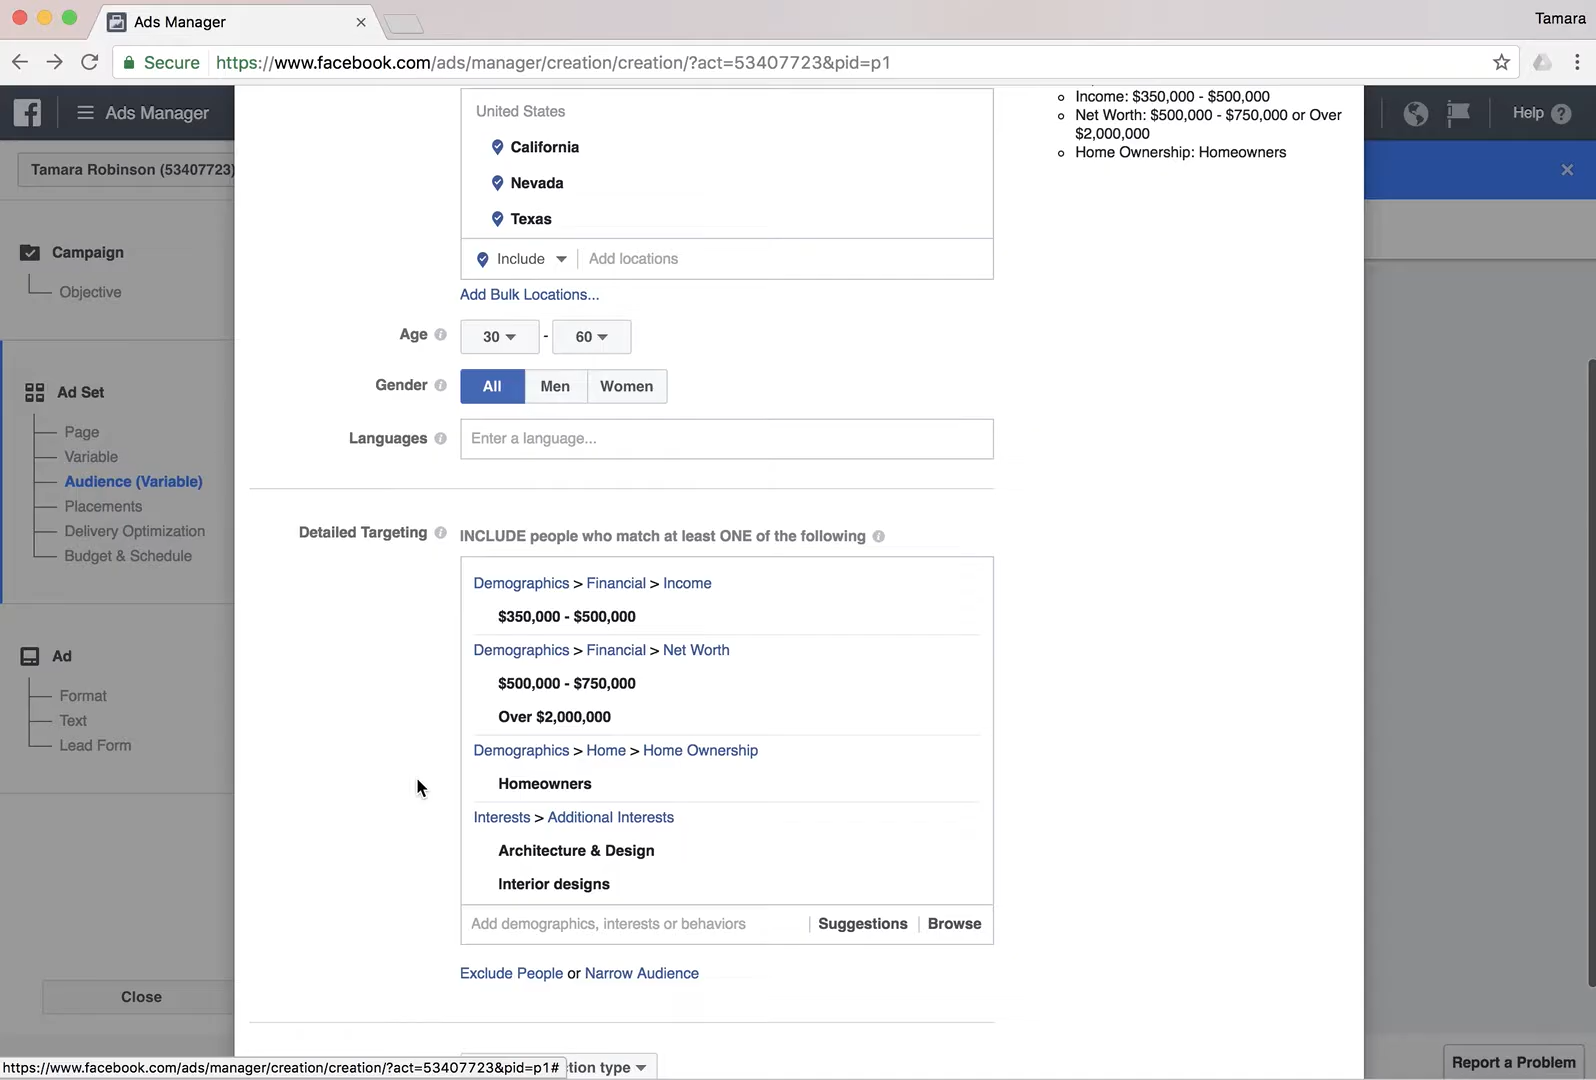 Ads Manager
Tamara
Secure
https://www.facebook.com/ads/manager/creation/creation/?act=53407723&pid=p1
Ads Manager
Help
Tamara Robinson (53407723)
Campaign
Objective
Ad Set
Page
Variable
Audience (Variable)
Placements
Delivery Optimization
Budget & Schedule
Ad
Format
Text
Lead Form
Close
United States
California
Nevada
Texas
Include
Add locations
Add Bulk Locations...
Age
30
-
60
Gender
All
Men
Women
Languages
Enter a language...
Detailed Targeting
INCLUDE people who match at least ONE of the following
Demographics > Financial > Income
$350,000 - $500,000
Demographics > Financial > Net Worth
$500,000 - $750,000
Over $2,000,000
Demographics > Home > Home Ownership
Homeowners
Interests > Additional Interests
Architecture & Design
Interior designs
Add demographics, interests or behaviors
Suggestions
Browse
Exclude People or Narrow Audience
Income: $350,000 - $500,000
Net Worth: $500,000 - $750,000 or Over
$2,000,000
Home Ownership: Homeowners
https://www.facebook.com/ads/manager/creation/creation/?act=53407723&pid=p1#
tion type
Report a Problem